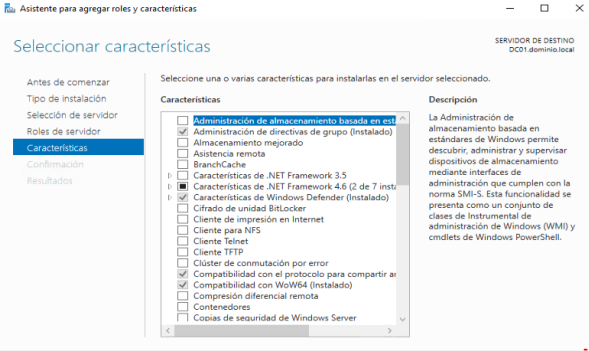 Asistente para agregar roles y características
Seleccionar características
SERVIDOR DE DESTINO
DC01.dominio.local
Antes de comenzar
Tipo de instalación
Selección de servidor
Roles de servidor
Características
Confirmación
Resultados
Seleccione una o varias características para instalarlas en el servidor seleccionado.
Características
Administración de almacenamiento basada en está
Administración de directivas de grupo (Instalado)
Almacenamiento mejorado
Asistencia remota
BranchCache
Características de .NET Framework 3.5
Características de .NET Framework 4.6 (2 de 7 insta
Características de Windows Defender (Instalado)
Cifrado de unidad BitLocker
Cliente de impresión en Internet
Cliente para NFS
Cliente Telnet
Cliente TFTP
Clúster de conmutación por error
Compatibilidad con el protocolo para compartir ar
Compatibilidad con WoW64 (Instalado)
Compresión diferencial remota
Contenedores
Copias de seguridad de Windows Server
Descripción
La Administración de
almacenamiento basada en
estándares de Windows permite
descubrir, administrar y supervisar
dispositivos de almacenamiento
mediante interfaces de
administración que cumplen con la
norma SMI-S. Esta funcionalidad se
presenta como un conjunto de
clases de Instrumental de
administración de Windows (WMI) y
cmdlets de Windows PowerShell.